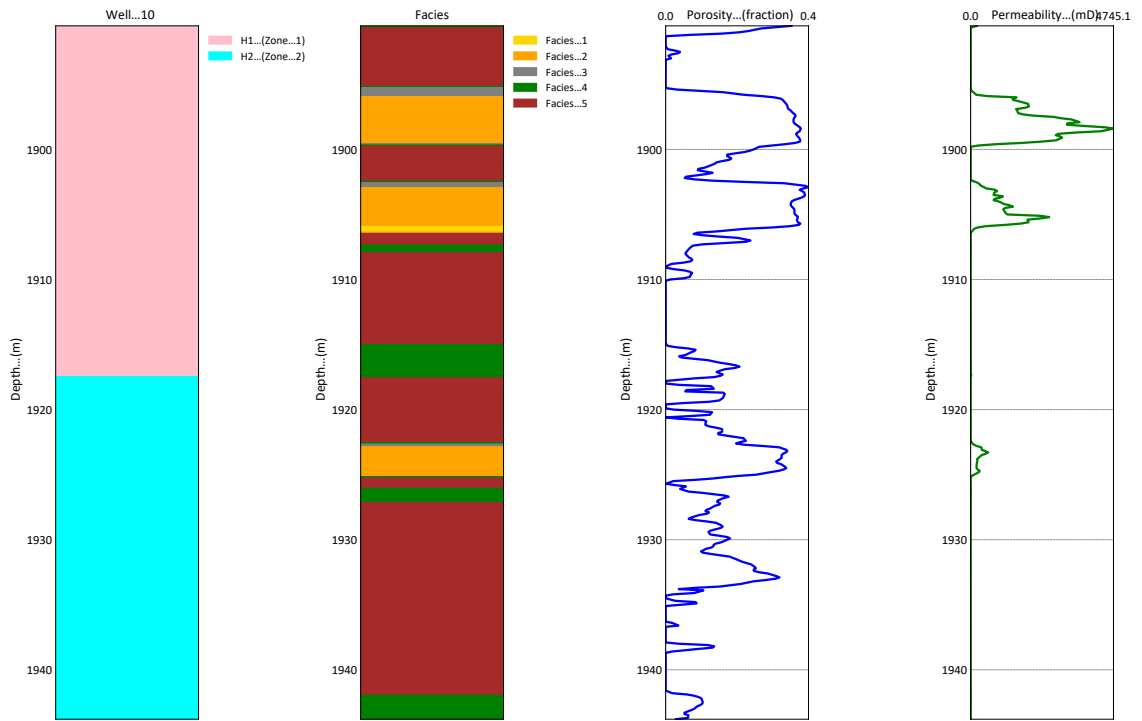 Well...10
H1...(Zone...1)
H2...(Zone...2)
Depth...(m)
1900
1910
1920
1930
1940
Facies
Facies...1
Facies...2
Facies...3
Facies...4
Facies...5
Depth...(m)
1900
1910
1920
1930
1940
0.0 Porosity...(fraction) 0.4
Depth...(m)
1900
1910
1920
1930
1940
0.0 Permeability...(mD) 4745.1
Depth...(m)
1900
1910
1920
1930
1940